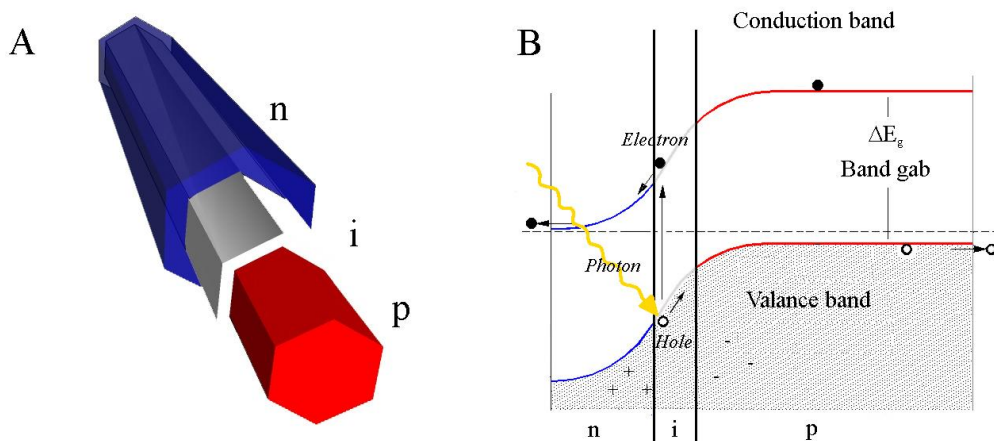 A
n
i
p
B
Conduction band
Electron
ΔEg
Band gab
Photon
Valance band
Hole
- - -
+ + +
+ +
n i p